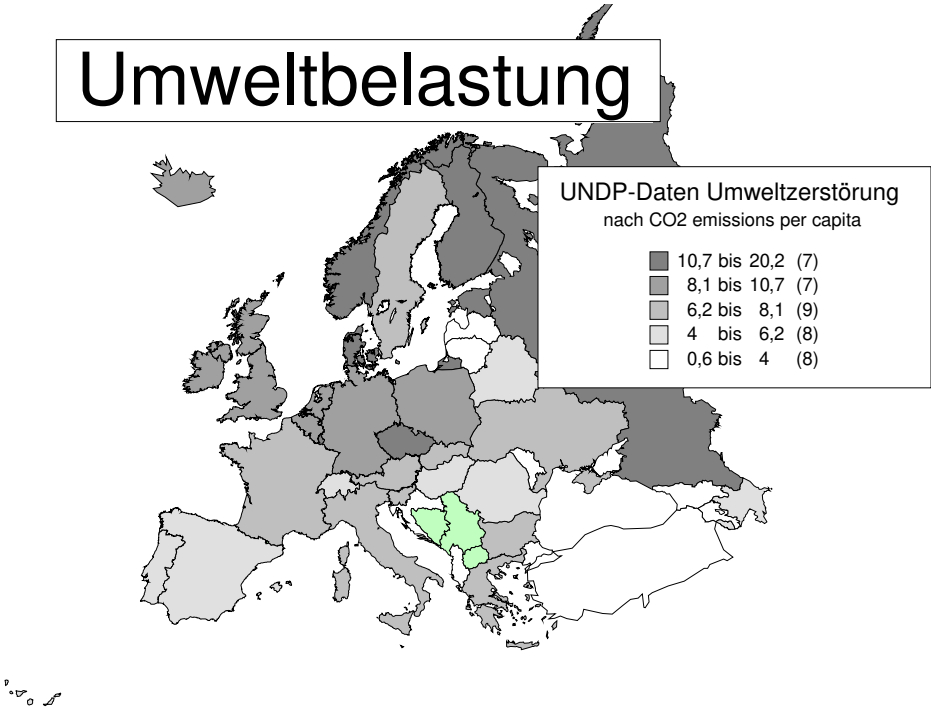 Umweltbelastung
UNDP-Daten Umweltzerstörung
nach CO2 emissions per capita
10,7 bis 20,2 (7)
8,1 bis 10,7 (7)
6,2 bis 8,1 (9)
4 bis 6,2 (8)
0,6 bis 4 (8)